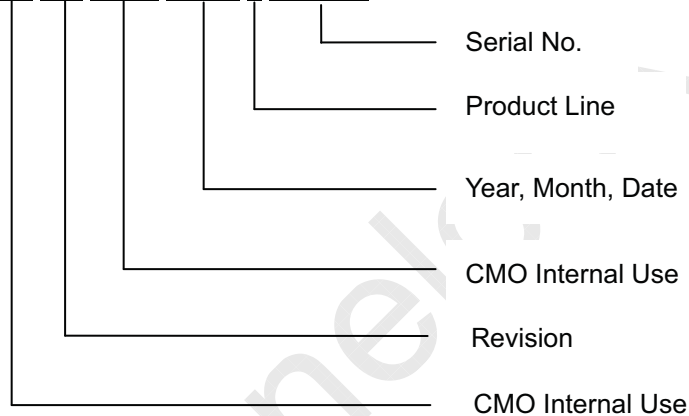 Serial No.
Product Line
Year, Month, Date
CMO Internal Use
Revision
CMO Internal Use